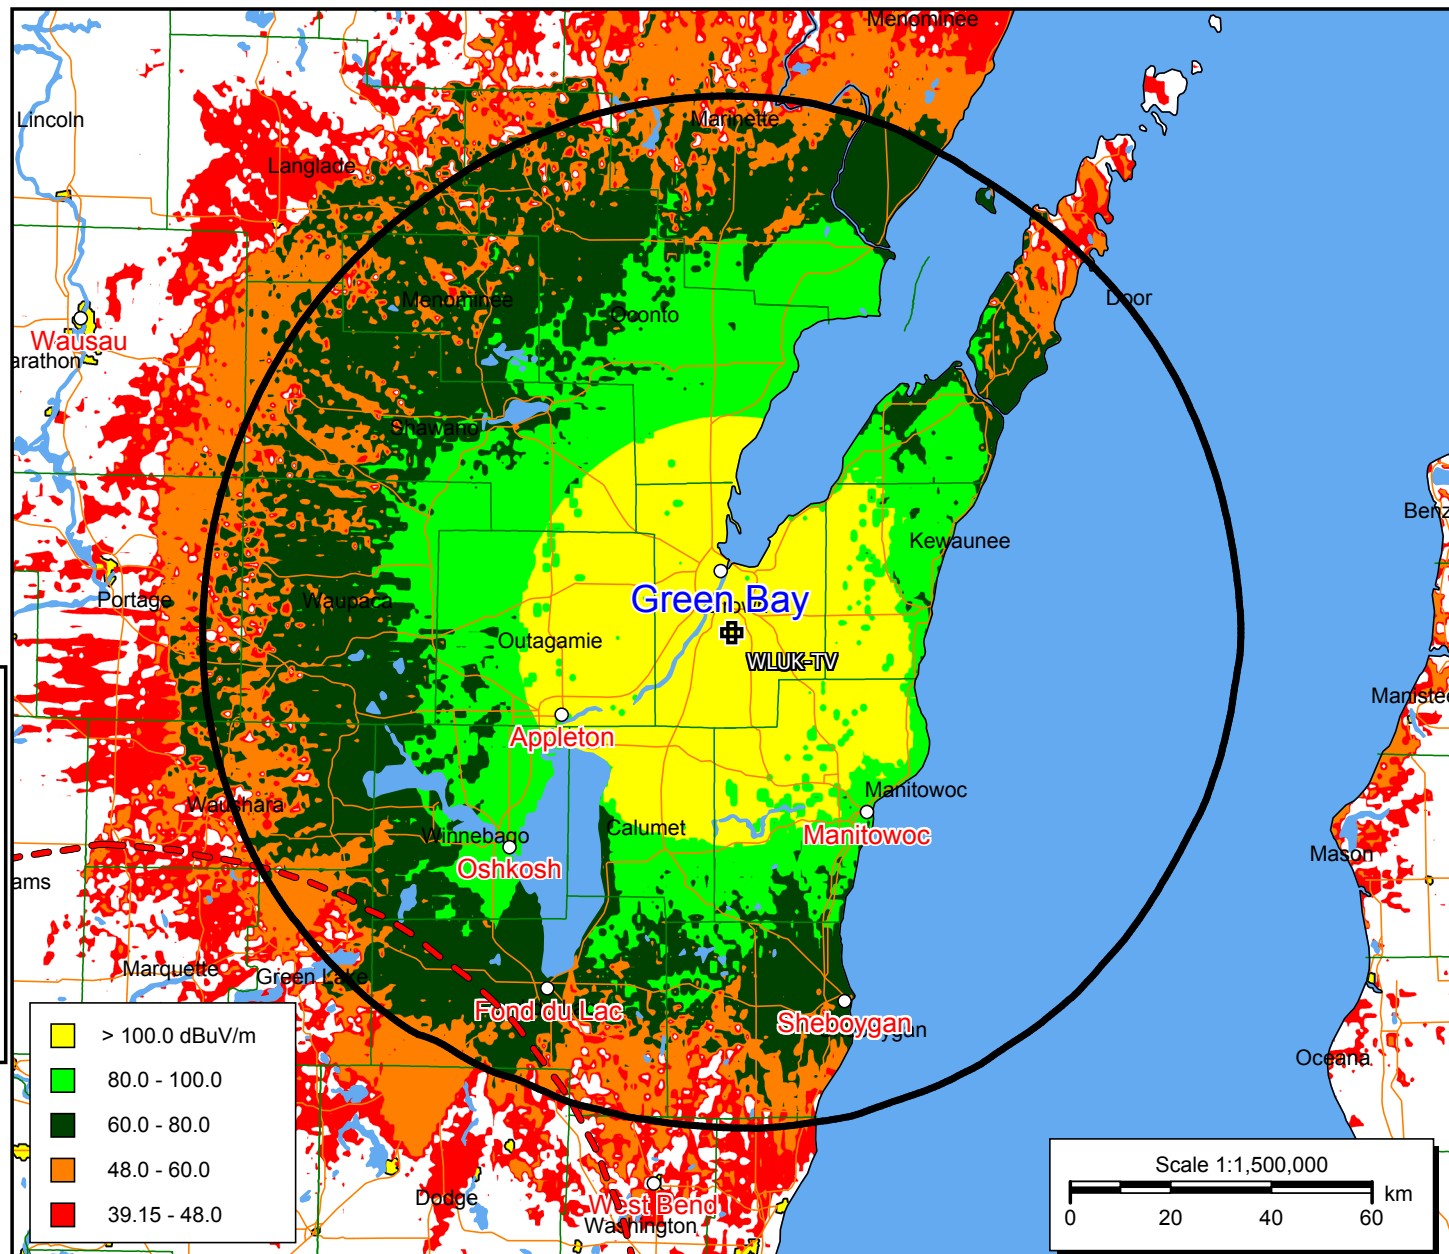 Menominee
Lincoln
Marinette
Langlade
Door
Menominee
Oconto
Wausau
arathon
Shawano
Benz
Kewaunee
Portage
Waupaca
Green Bay
Outagamie
WLUK-TV
Manistee
Appleton
Manitowoc
Waushara
Calumet
Winnebago
Manitowoc
Mason
Oshkosh
ams
Marquette
Green Lake
Fond du Lac
Sheboygan
Oceana
> 100.0 dBuV/m
80.0 - 100.0
60.0 - 80.0
48.0 - 60.0
39.15 - 48.0
Dodge
West Bend
Washington
Scale 1:1,500,000
km
0 20 40 60